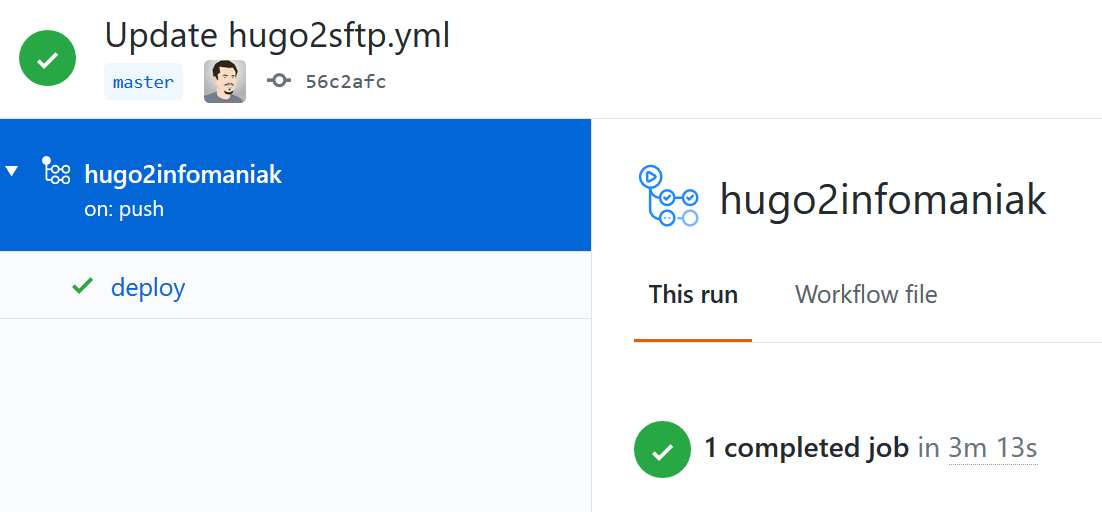 Update hugo2sftp.yml
master 56c2afc
hugo2infomaniak
on: push
deploy
hugo2infomaniak
This run Workflow file
1 completed job in 3m 13s